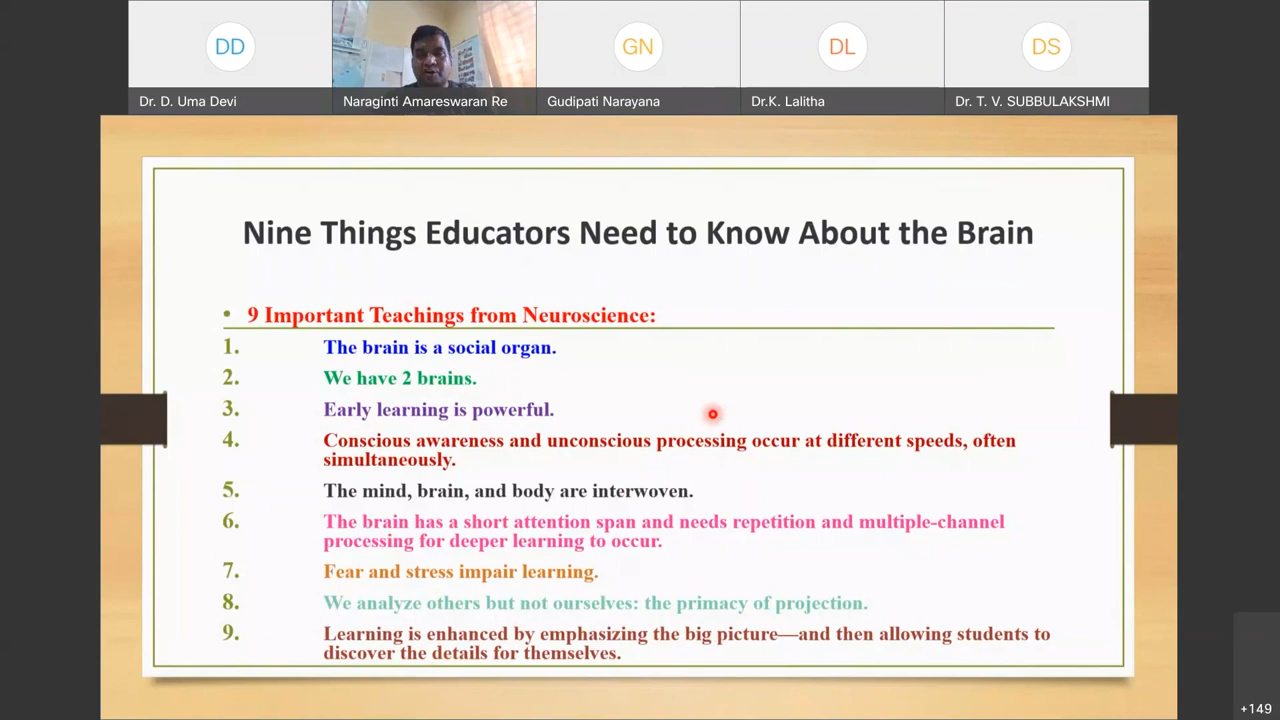 DD
GN
DL
DS
Dr. D. Uma Devi
Naraginti Amareswaran Re
Gudipati Narayana
Dr.K. Lalitha
Dr. T. V. SUBBULAKSHMI
Nine Things Educators Need to Know About the Brain
• 9 Important Teachings from Neuroscience:
1. The brain is a social organ.
2. We have 2 brains.
3. Early learning is powerful.
4. Conscious awareness and unconscious processing occur at different speeds, often
simultaneously.
5. The mind, brain, and body are interwoven.
6. The brain has a short attention span and needs repetition and multiple-channel
processing for deeper learning to occur.
7. Fear and stress impair learning.
8. We analyze others but not ourselves: the primacy of projection.
9. Learning is enhanced by emphasizing the big picture—and then allowing students to
discover the details for themselves.
+149